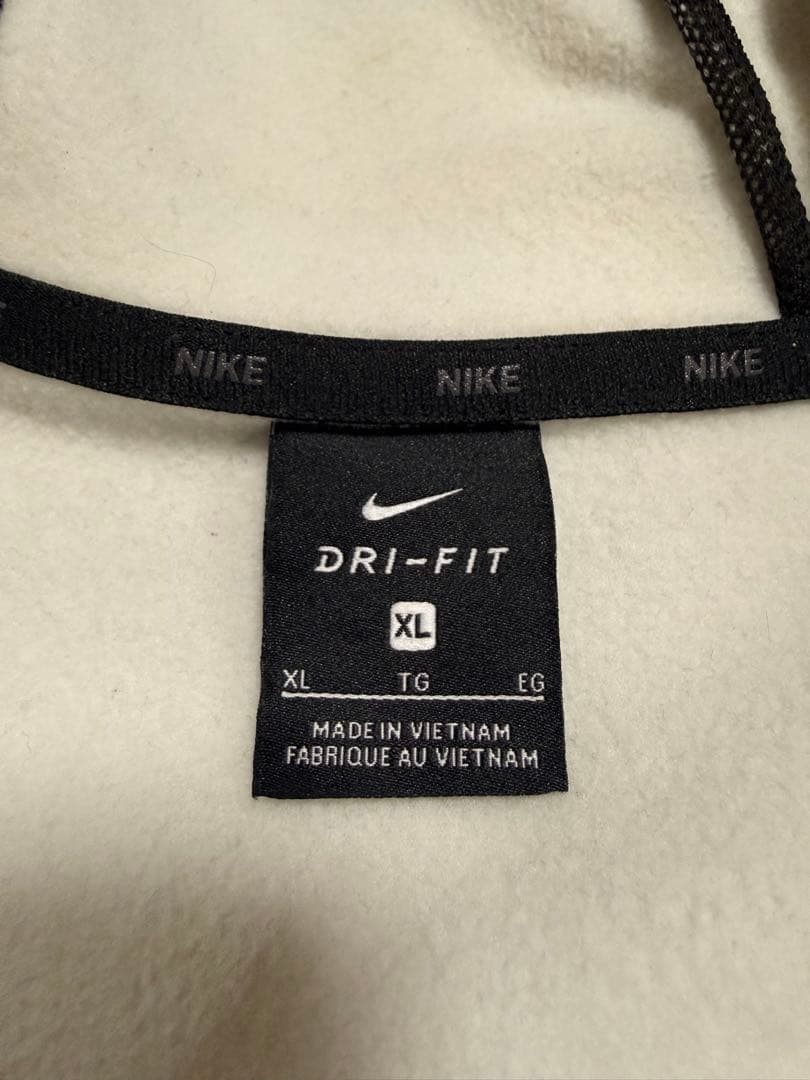 NIKE NIKE NIKE
DRI-FIT
XL
XL TG EG
MADE IN VIETNAM
FABRIQUE AU VIETNAM